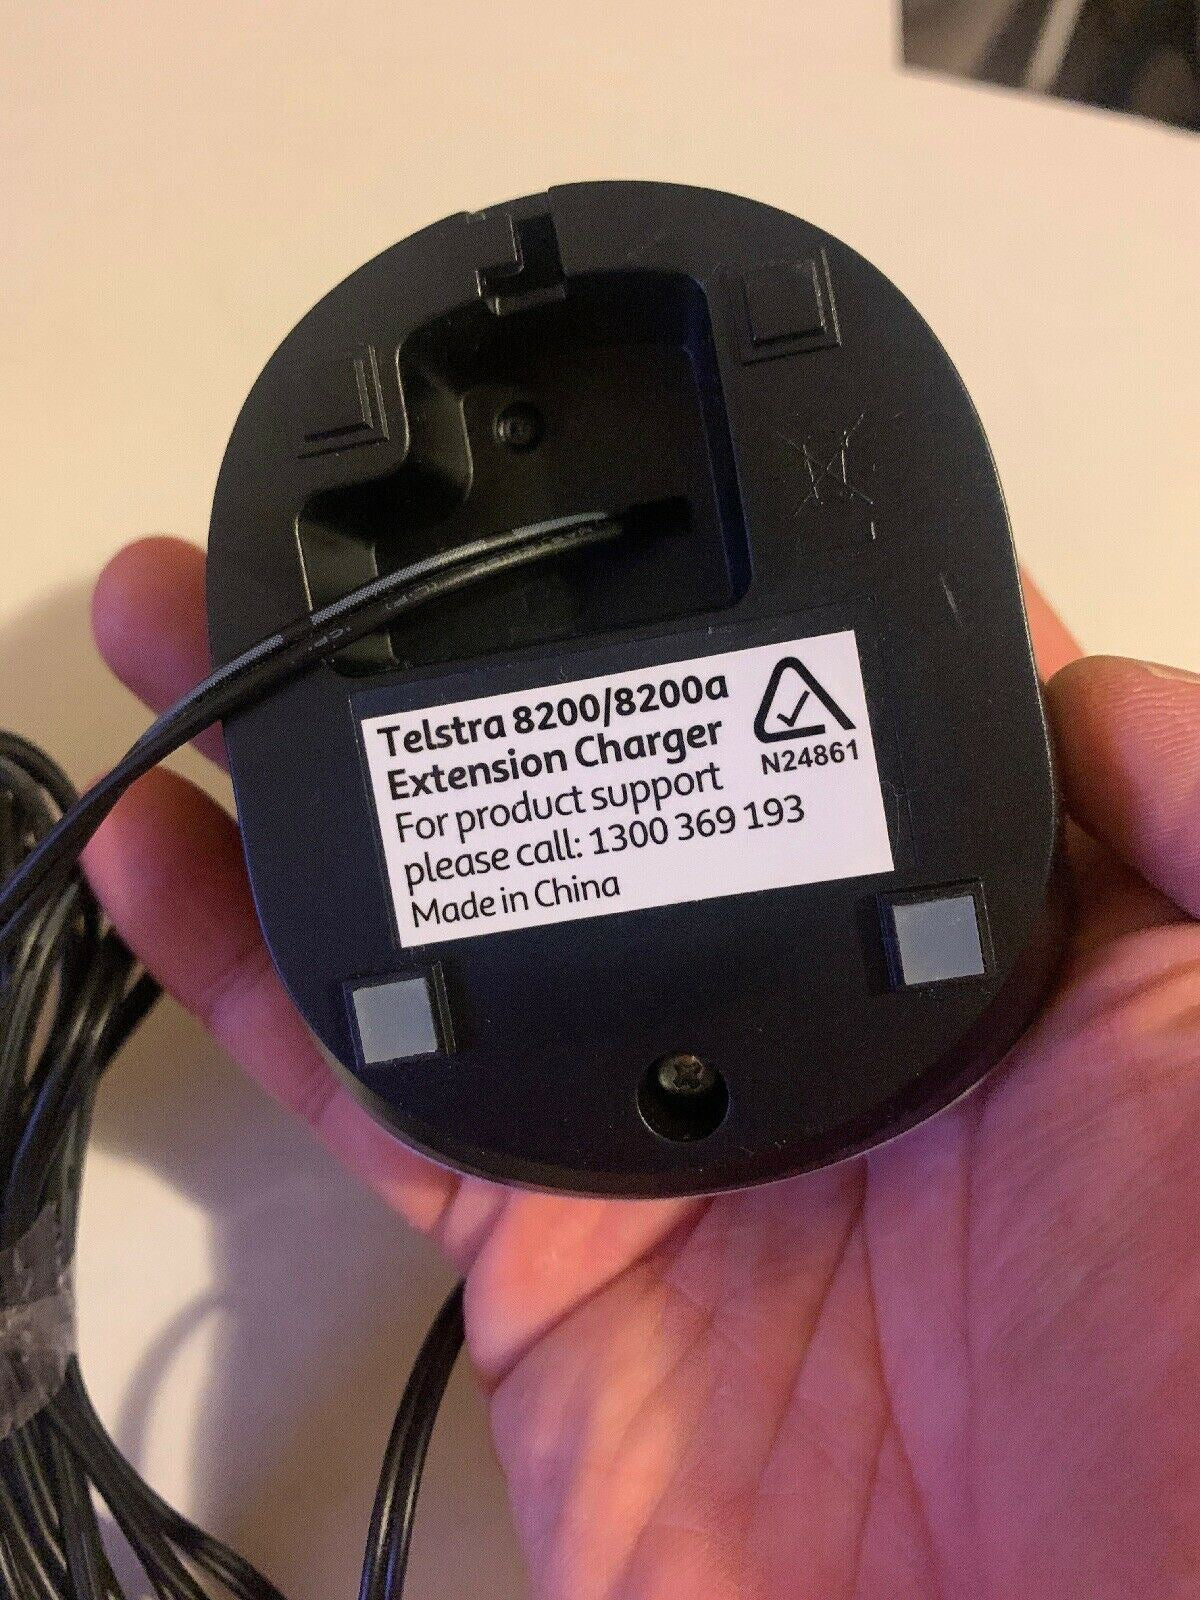 Telstra 8200/8200a
Extension Charger
For product support
please call: 1300 369 193
Made in China
N24861